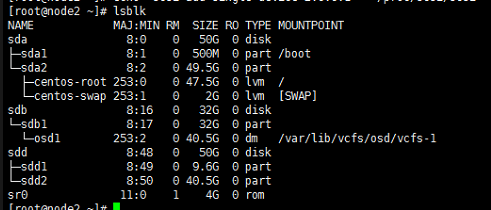 [root@node2 ~]# lsblk
NAME MAJ:MIN RM SIZE RO TYPE MOUNTPOINT
sda 8:0 0 50G 0 disk
├─sda1 8:1 0 500M 0 part /boot
└─sda2 8:2 0 49.5G 0 part
├─centos-root 253:0 0 47.5G 0 lvm /
└─centos-swap 253:1 0 2G 0 lvm [SWAP]
sdb 8:16 0 32G 0 disk
└─sdb1 8:17 0 32G 0 part
└─osd1 253:2 0 40.5G 0 dm /var/lib/vcfs/osd/vcfs-1
sdd 8:48 0 50G 0 disk
├─sdd1 8:49 0 9.6G 0 part
└─sdd2 8:50 0 40.5G 0 part
sr0 11:0 1 4G 0 rom
[root@node2 ~]#